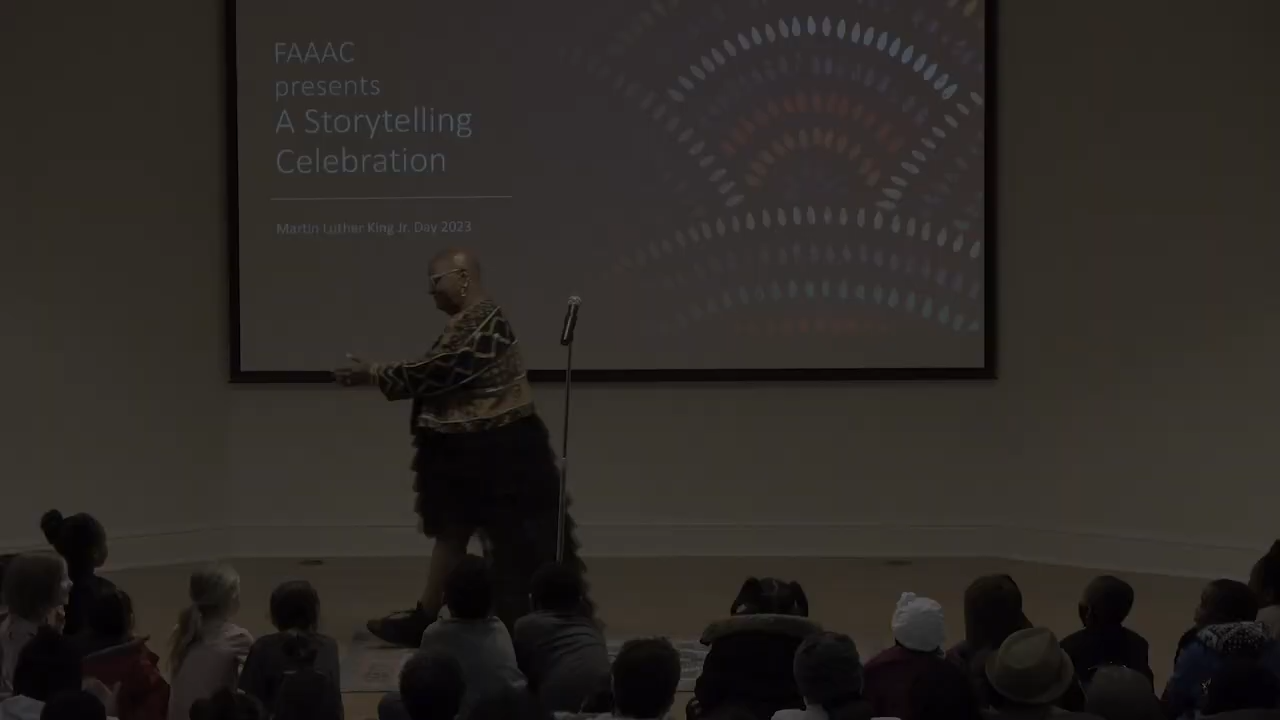 FAAAC
presents
A Storytelling
Celebration
Martin Luther King Jr. Day 2023